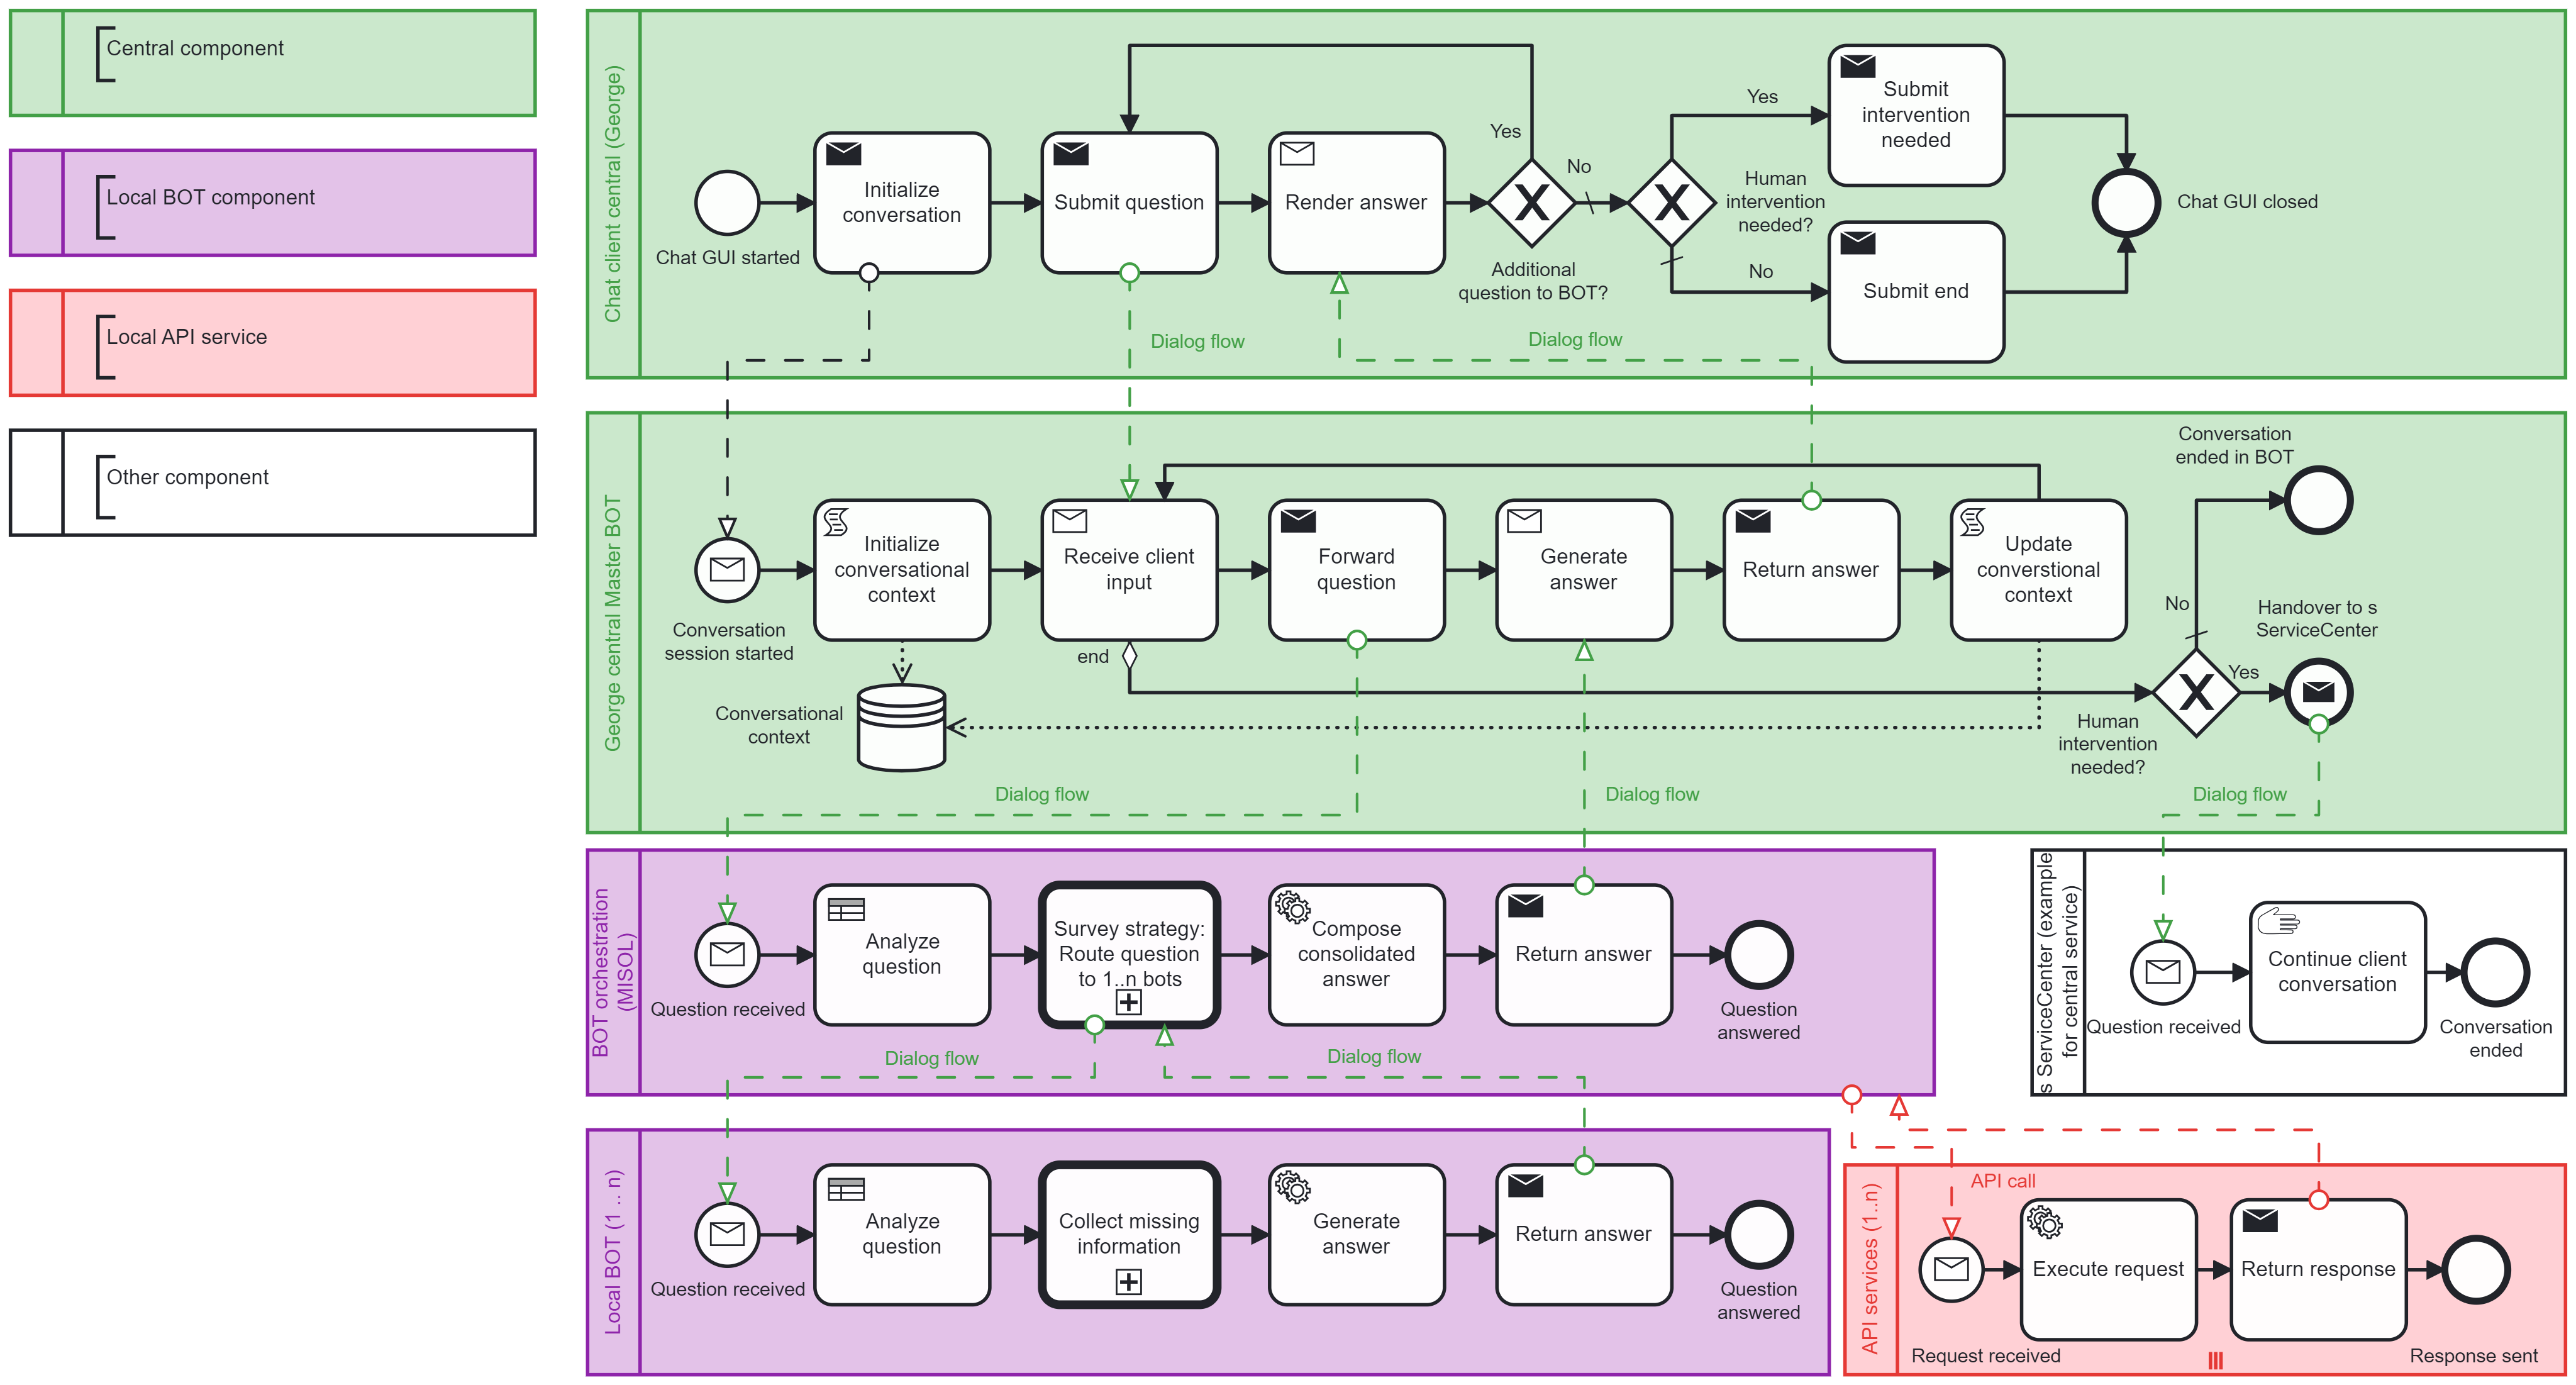 Central component
Local BOT component
Local API service
Other component
Chat client central (George)
Chat GUI started
Initialize
conversation
Submit question
Render answer
Yes
No
Additional
question to BOT?
Human
intervention
needed?
Yes
No
Submit
intervention
needed
Submit end
Chat GUI closed
Dialog flow
Dialog flow
George central Master BOT
Conversation
session started
Initialize
conversational
context
Receive client
input
Forward
question
Generate
answer
Return answer
Update
converstional
context
end
Conversational
context
Human
intervention
needed?
No
Yes
Conversation
ended in BOT
Handover to s
ServiceCenter
Dialog flow
Dialog flow
Dialog flow
BOT orchestration
(MISOL)
Question received
Analyze
question
Survey strategy:
Route question
to 1..n bots
Compose
consolidated
answer
Return answer
Question
answered
Dialog flow
Dialog flow
s ServiceCenter (example
for central service)
Question received
Continue client
conversation
Conversation
ended
Local BOT (1 .. n)
Question received
Analyze
question
Collect missing
information
Generate
answer
Return answer
Question
answered
API services (1..n)
API call
Request received
Execute request
Return response
Response sent